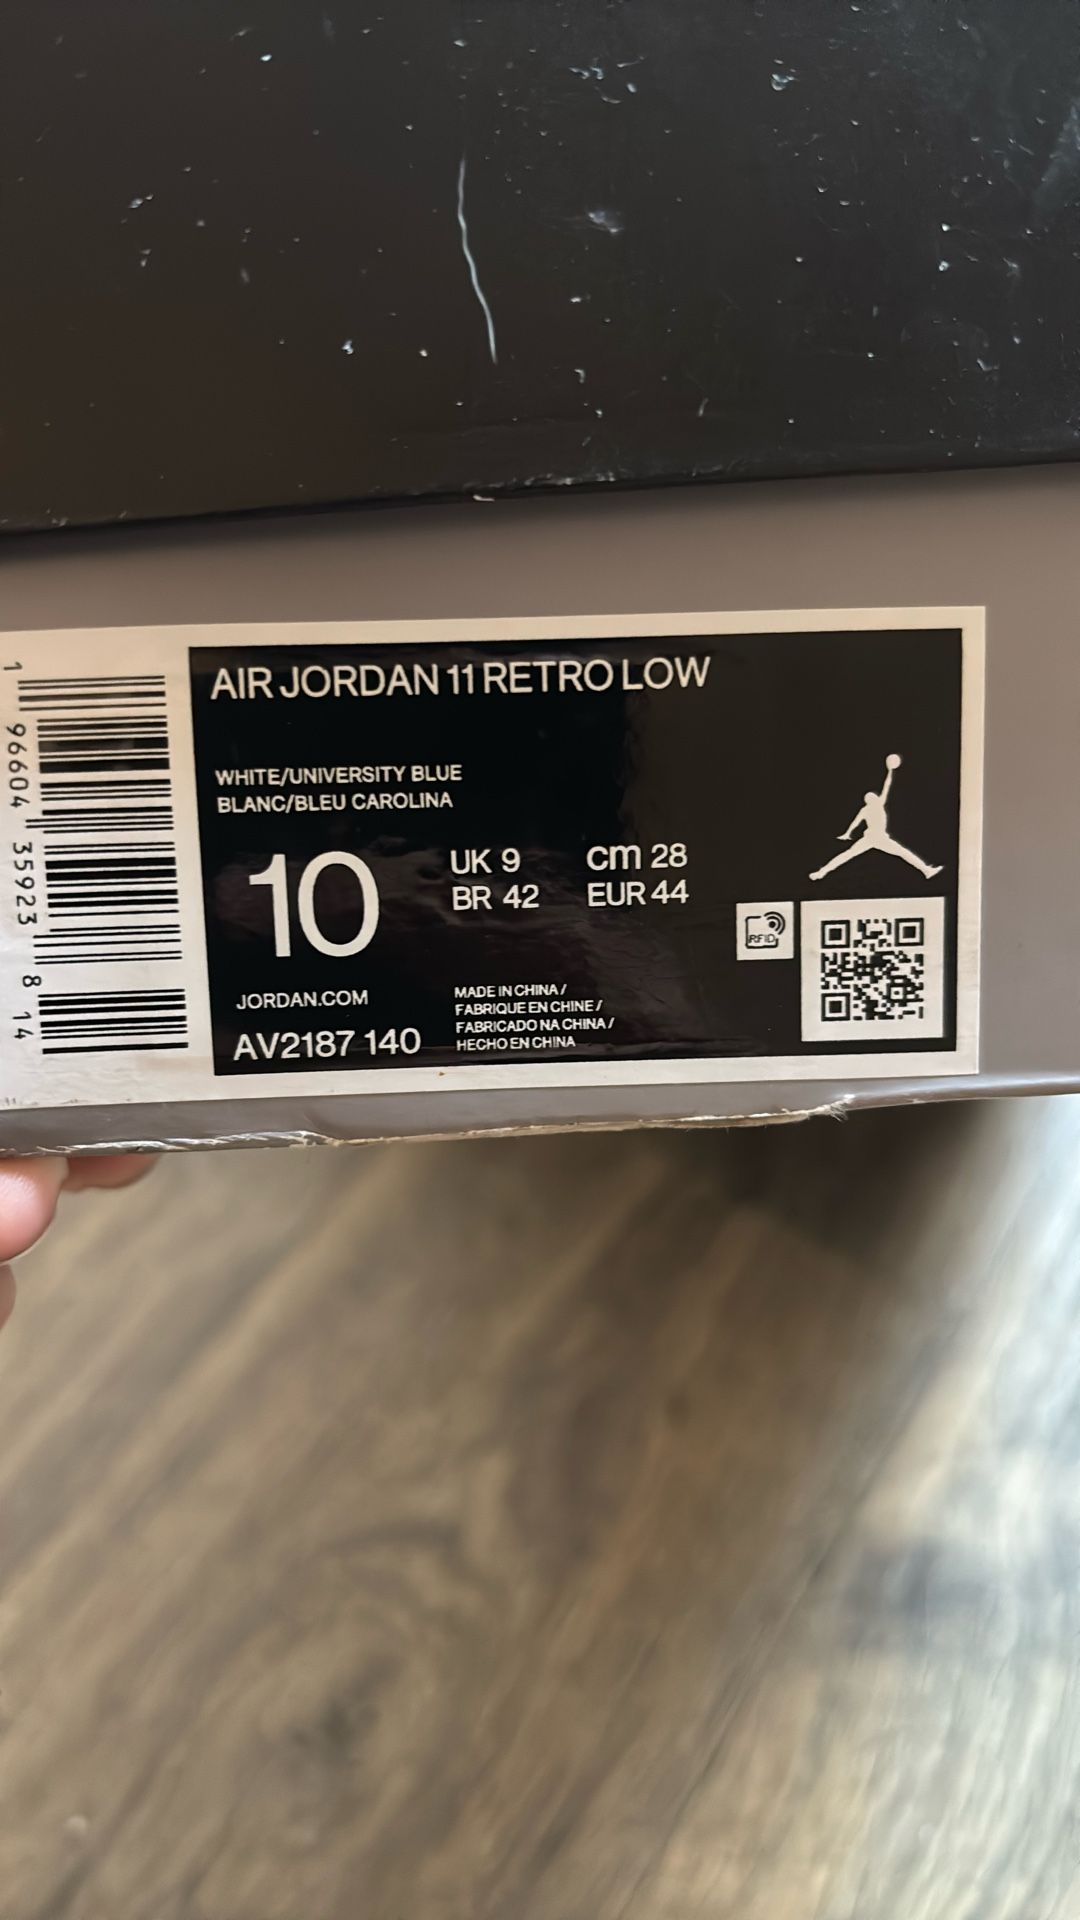 AIR JORDAN 11 RETRO LOW
WHITE/UNIVERSITY BLUE
BLANC/BLEU CAROLINA
10
UK 9 cm 28
BR 42 EUR 44
RFID
JORDAN.COM
AV2187 140
MADE IN CHINA /
FABRIQUE EN CHINE /
FABRICADO NA CHINA /
HECHO EN CHINA
1 96604 35923 8 14